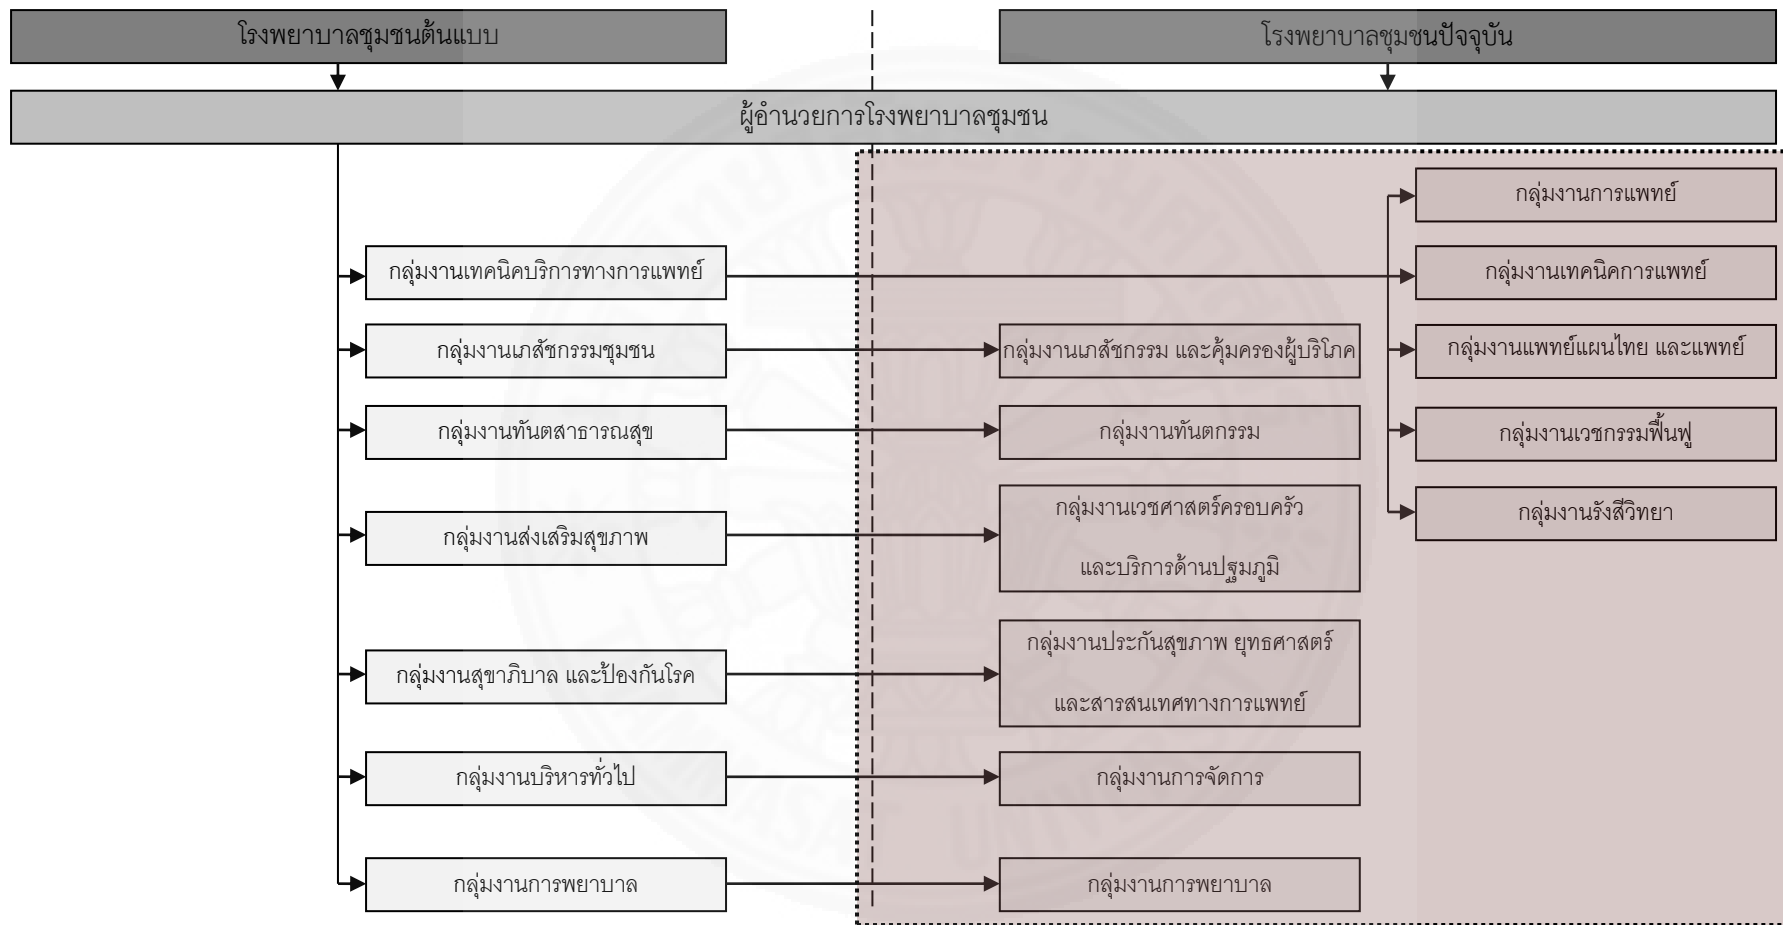 โรงพยาบาลชุมชนต้นแบบ
โรงพยาบาลชุมชนปัจจุบัน
ผู้อำนวยการโรงพยาบาลชุมชน
กลุ่มงานการแพทย์
กลุ่มงานเทคนิคบริการทางการแพทย์
กลุ่มงานเทคนิคการแพทย์
กลุ่มงานเภสัชกรรมชุมชน
กลุ่มงานเภสัชกรรม และคุ้มครองผู้บริโภค
กลุ่มงานแพทย์แผนไทย และแพทย์
กลุ่มงานทันตสาธารณสุข
กลุ่มงานทันตกรรม
กลุ่มงานเวชกรรมฟื้นฟู
กลุ่มงานส่งเสริมสุขภาพ
กลุ่มงานเวชศาสตร์ครอบครัว
และบริการด้านปฐมภูมิ
กลุ่มงานรังสีวิทยา
กลุ่มงานสุขาภิบาล และป้องกันโรค
กลุ่มงานประกันสุขภาพ ยุทธศาสตร์
และสารสนเทศทางการแพทย์
กลุ่มงานบริหารทั่วไป
กลุ่มงานการจัดการ
กลุ่มงานการพยาบาล
กลุ่มงานการพยาบาล